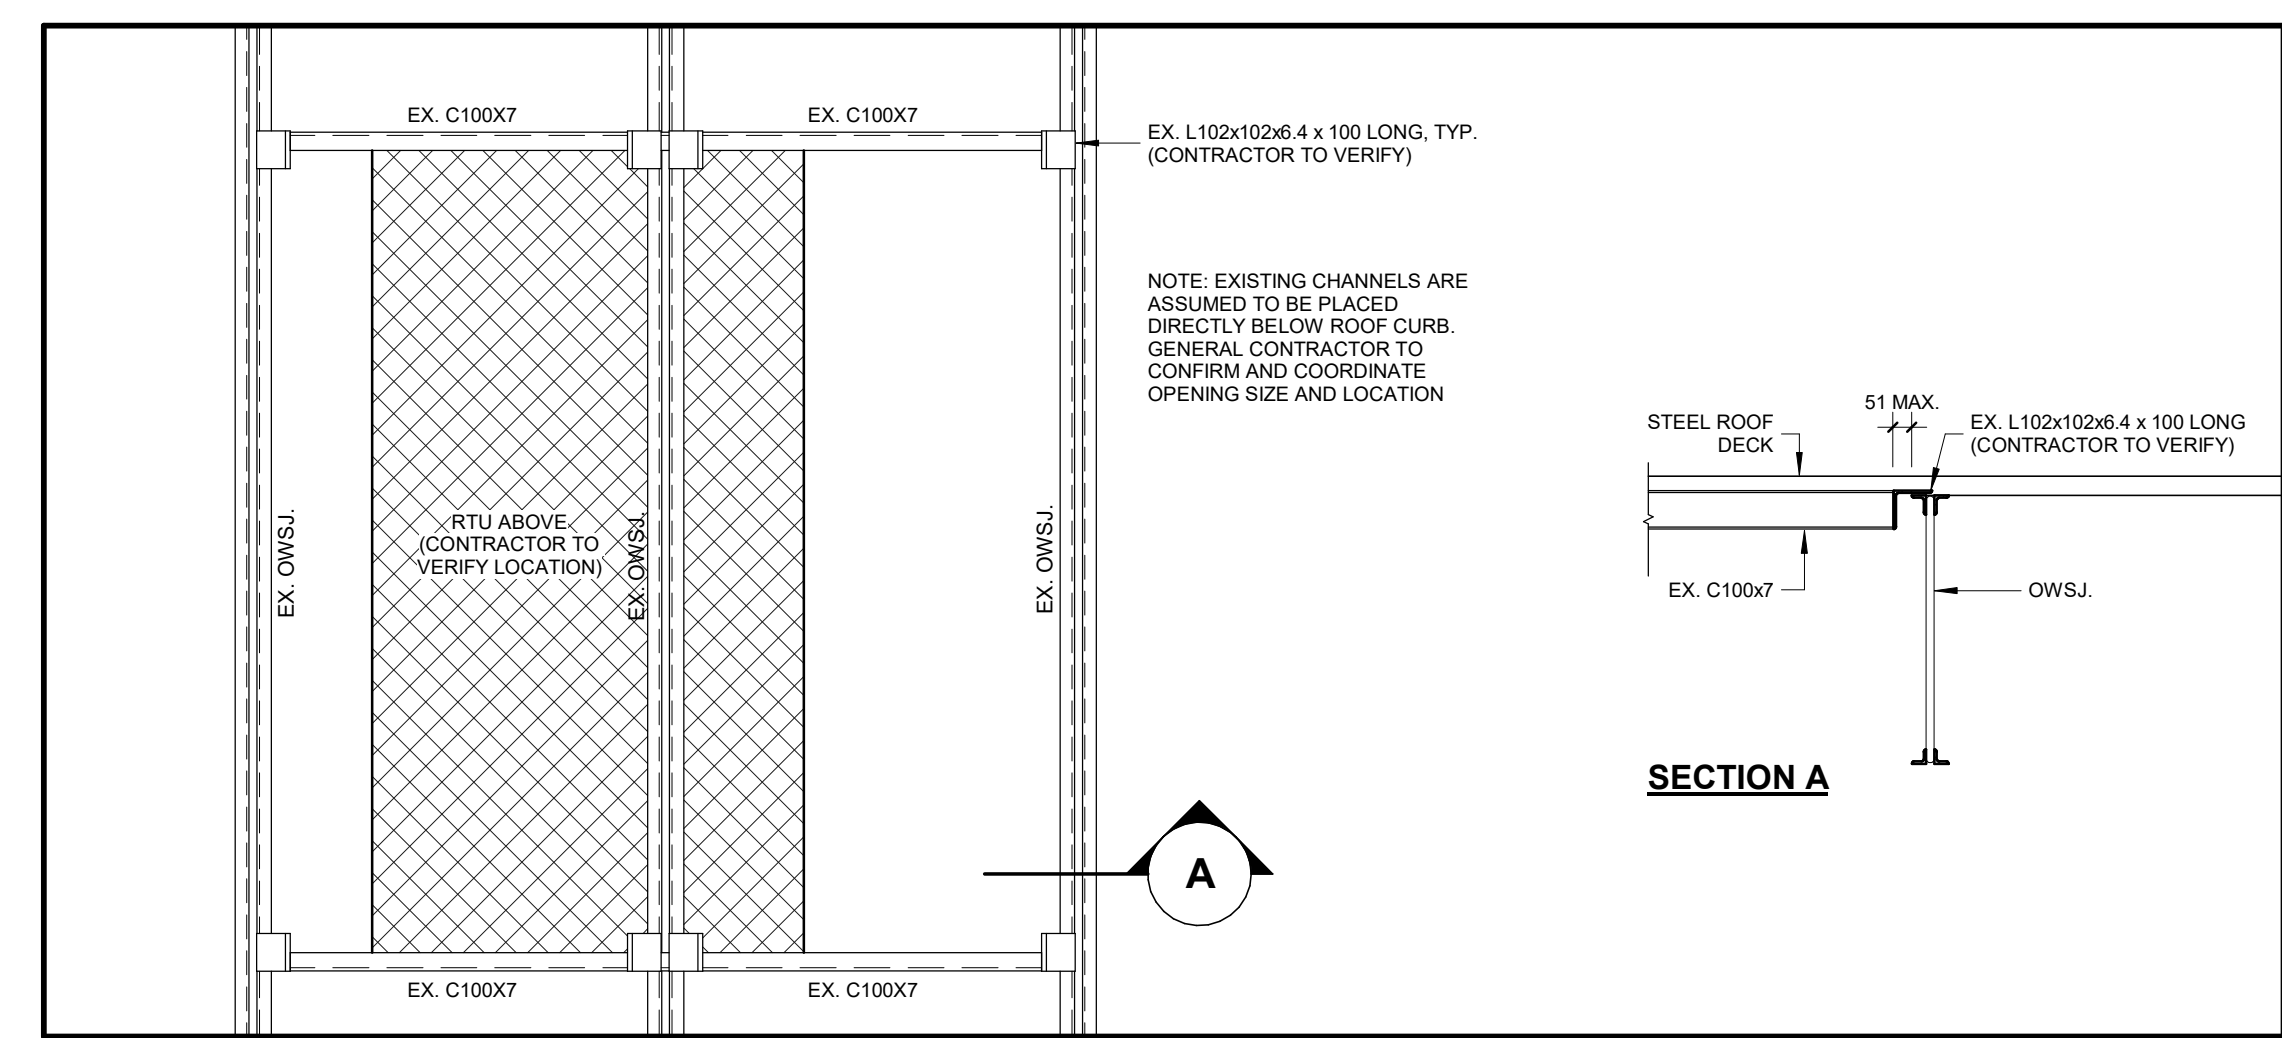 EX. C100X7
EX. C100X7
EX. L102x102x6.4 x 100 LONG, TYP.
(CONTRACTOR TO VERIFY)
NOTE: EXISTING CHANNELS ARE
ASSUMED TO BE PLACED
DIRECTLY BELOW ROOF CURB.
GENERAL CONTRACTOR TO
CONFIRM AND COORDINATE
OPENING SIZE AND LOCATION
EX. OWSJ.
RTU ABOVE
(CONTRACTOR TO
VERIFY LOCATION)
EX. OWSJ.
EX. OWSJ.
A
EX. C100X7
EX. C100X7
51 MAX.
STEEL ROOF
DECK
EX. L102x102x6.4 x 100 LONG
(CONTRACTOR TO VERIFY)
EX. C100x7
OWSJ.
SECTION A